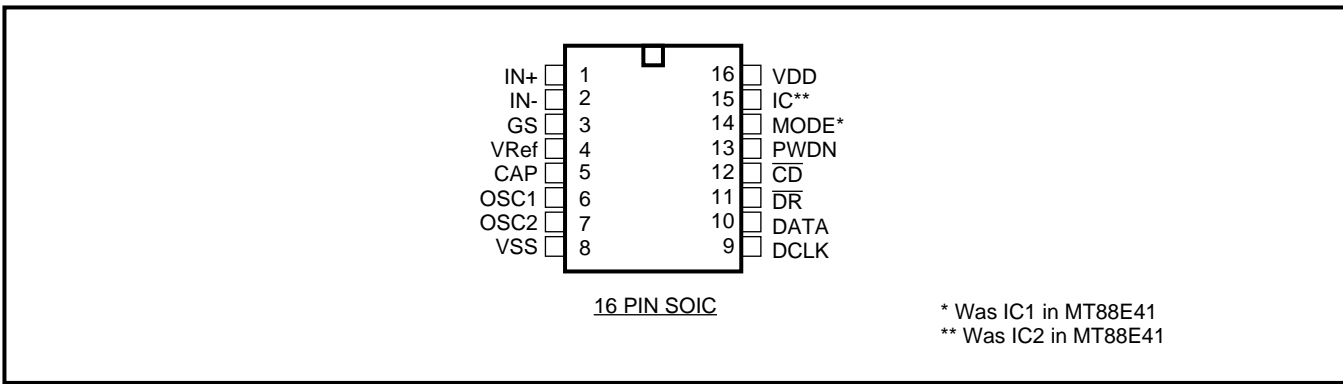 IN+ 1 16 VDD
IN- 2 15 IC**
GS 3 14 MODE*
VRef 4 13 PWDN
CAP 5 12 C̅D̅
OSC1 6 11 D̅R̅
OSC2 7 10 DATA
VSS 8 9 DCLK
16 PIN SOIC
* Was IC1 in MT88E41
** Was IC2 in MT88E41